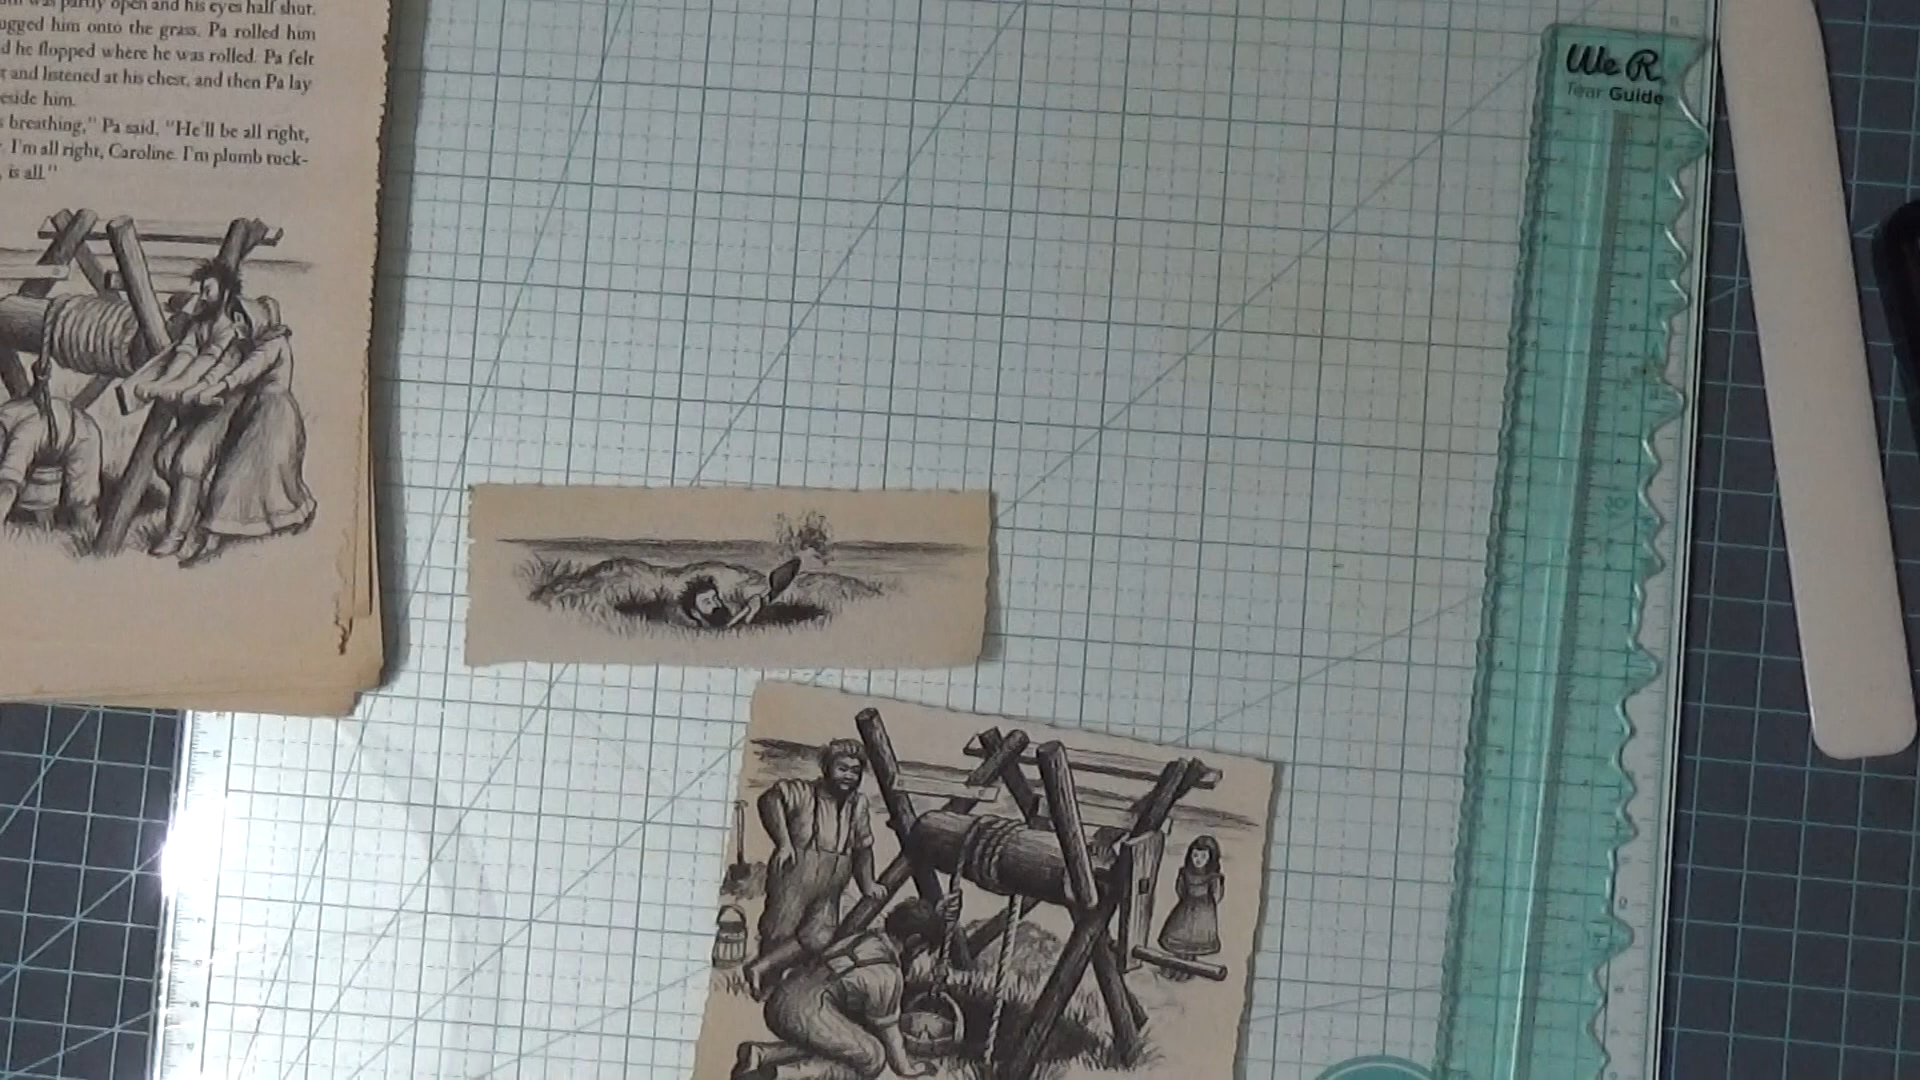 was partly open and his eyes half shut.
ugged him onto the grass. Pa rolled him
d he flopped where he was rolled. Pa felt
t and listened at his chest, and then Pa lay
eside him.
s breathing," Pa said. "He'll be all right,
. I'm all right, Caroline. I'm plumb tuck-
, is all."
We R
Tear Guide